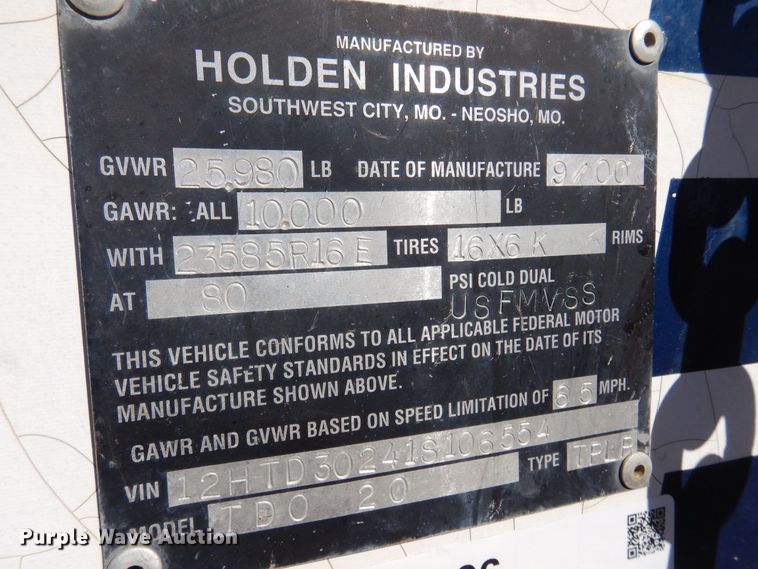 MANUFACTURED BY
HOLDEN INDUSTRIES
SOUTHWEST CITY, MO. - NEOSHO, MO.
GVWR 25,980 LB DATE OF MANUFACTURE 9/00
GAWR: ALL 10,000 LB
WITH 23585R16 E TIRES 16X6 K RIMS
AT 80 PSI COLD DUAL
US FMVSS
THIS VEHICLE CONFORMS TO ALL APPLICABLE FEDERAL MOTOR
VEHICLE SAFETY STANDARDS IN EFFECT ON THE DATE OF ITS
MANUFACTURE SHOWN ABOVE.
GAWR AND GVWR BASED ON SPEED LIMITATION OF 65 MPH.
VIN 12HTD30241S106554
MODEL TDO 20 TYPE TRLR
Purple Wave Auction